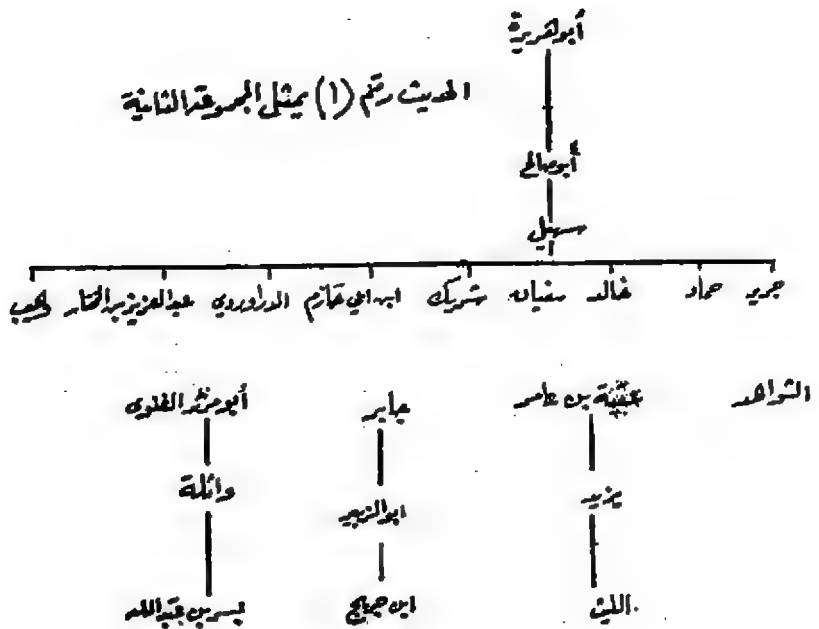 أبو هريرة
الحديث رقم (١) يمثل المجموعة الثانية
أبو صالح
سهيل
جرير حماد خالد سفيان شريك ابن أبي حازم الدراوردي عبد العزيز بن المختار وهيب
الشواهد عقبة بن عامر جابر أبو مرثد الغنوي
يزيد أبو الزبير واثلة
الليث ابن جريج بسر بن عبد الله